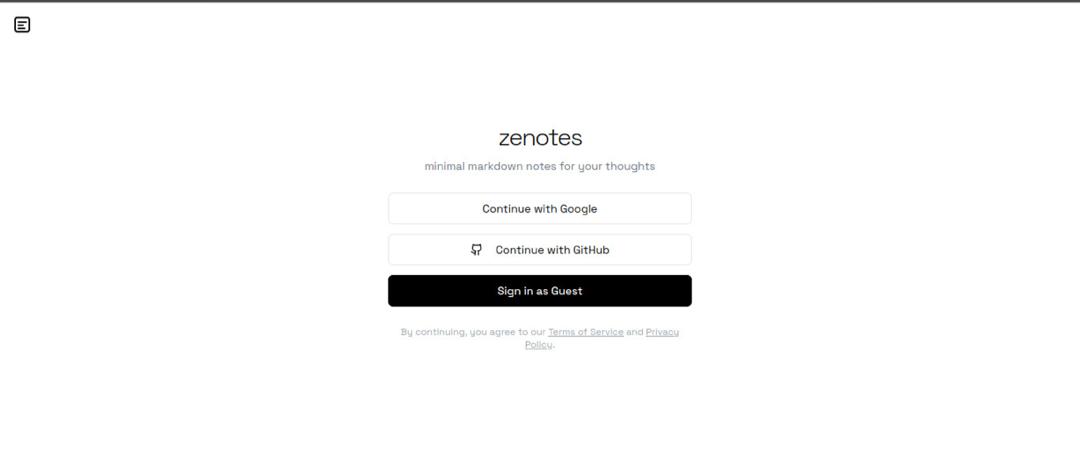 zenotes
minimal markdown notes for your thoughts
Continue with Google
Continue with GitHub
Sign in as Guest
By continuing, you agree to our Terms of Service and Privacy
Policy.